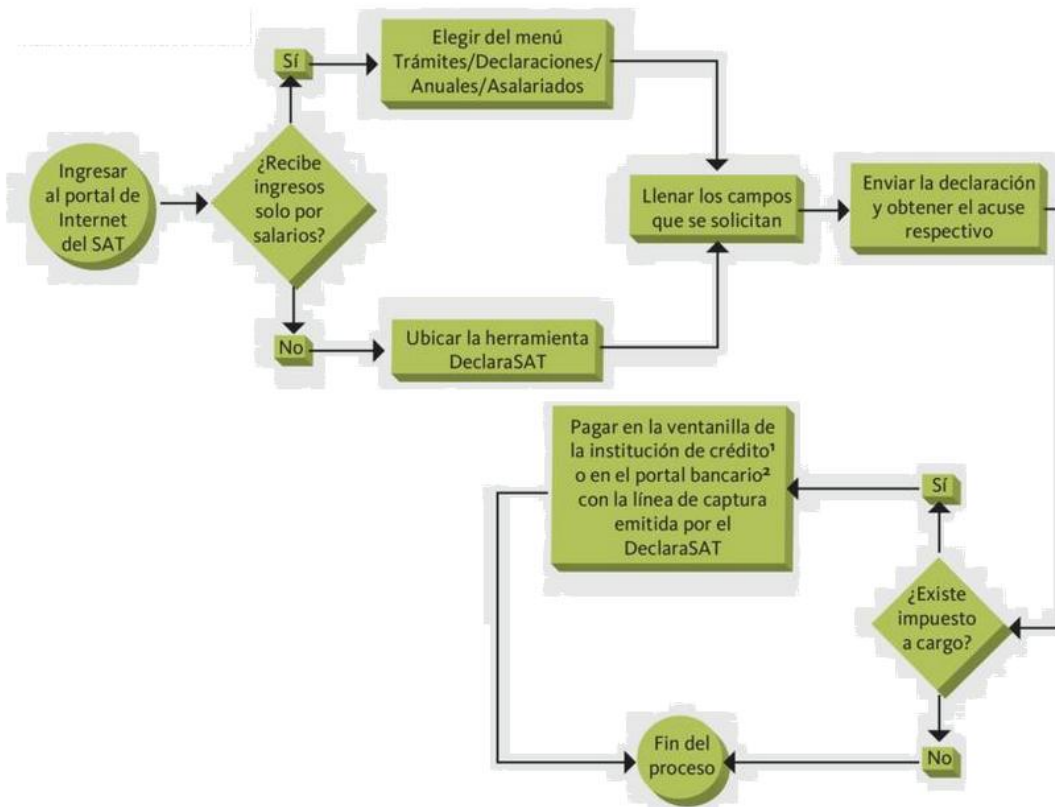 Ingresar
al portal de
Internet
del SAT
¿Recibe
ingresos
solo por
salarios?
Sí
Elegir del menú
Trámites/Declaraciones/
Anuales/Asalariados
No
Ubicar la herramienta
DeclaraSAT
Llenar los campos
que se solicitan
Enviar la declaración
y obtener el acuse
respectivo
¿Existe
impuesto
a cargo?
Sí
Pagar en la ventanilla de
la institución de crédito¹
o en el portal bancario²
con la línea de captura
emitida por el
DeclaraSAT
No
Fin del
proceso